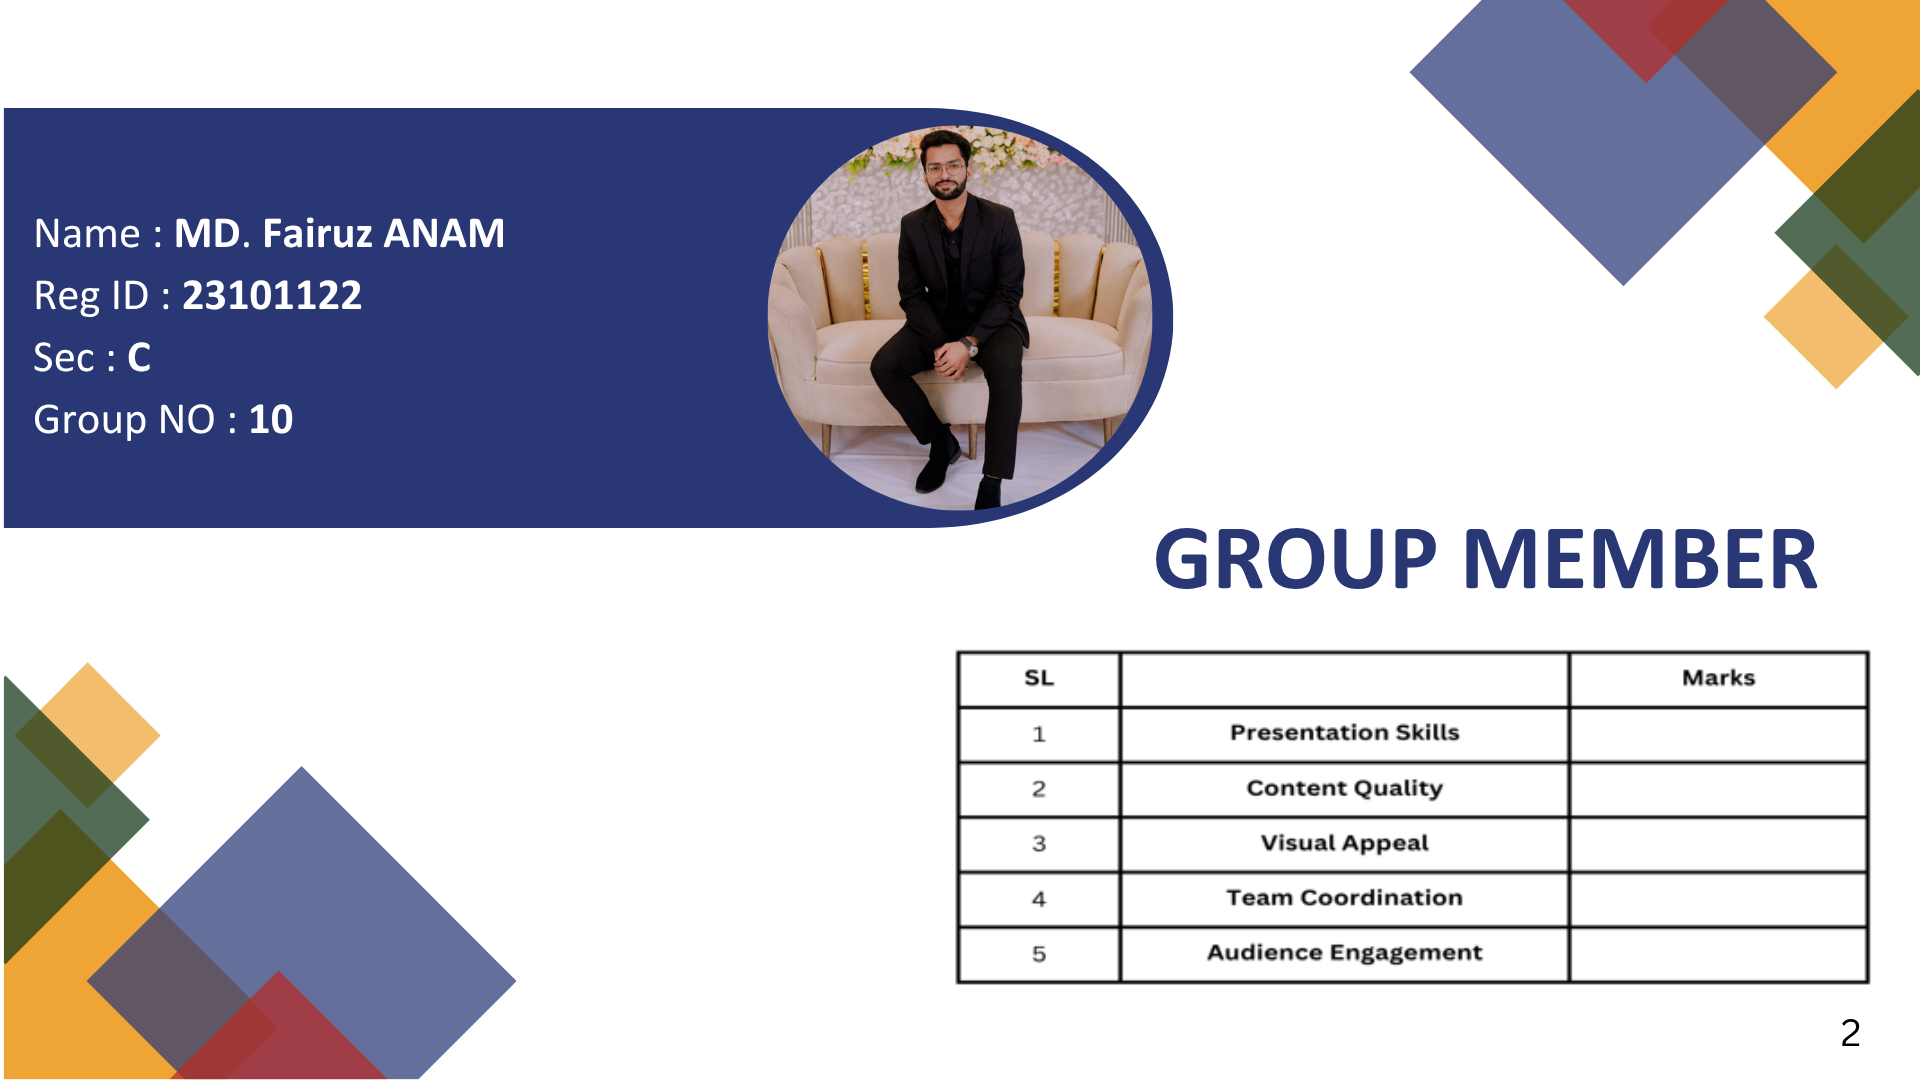 Name : MD. Fairuz ANAM
Reg ID : 23101122
Sec : C
Group NO : 10
GROUP MEMBER
SL Marks
1 Presentation Skills
2 Content Quality
3 Visual Appeal
4 Team Coordination
5 Audience Engagement
2